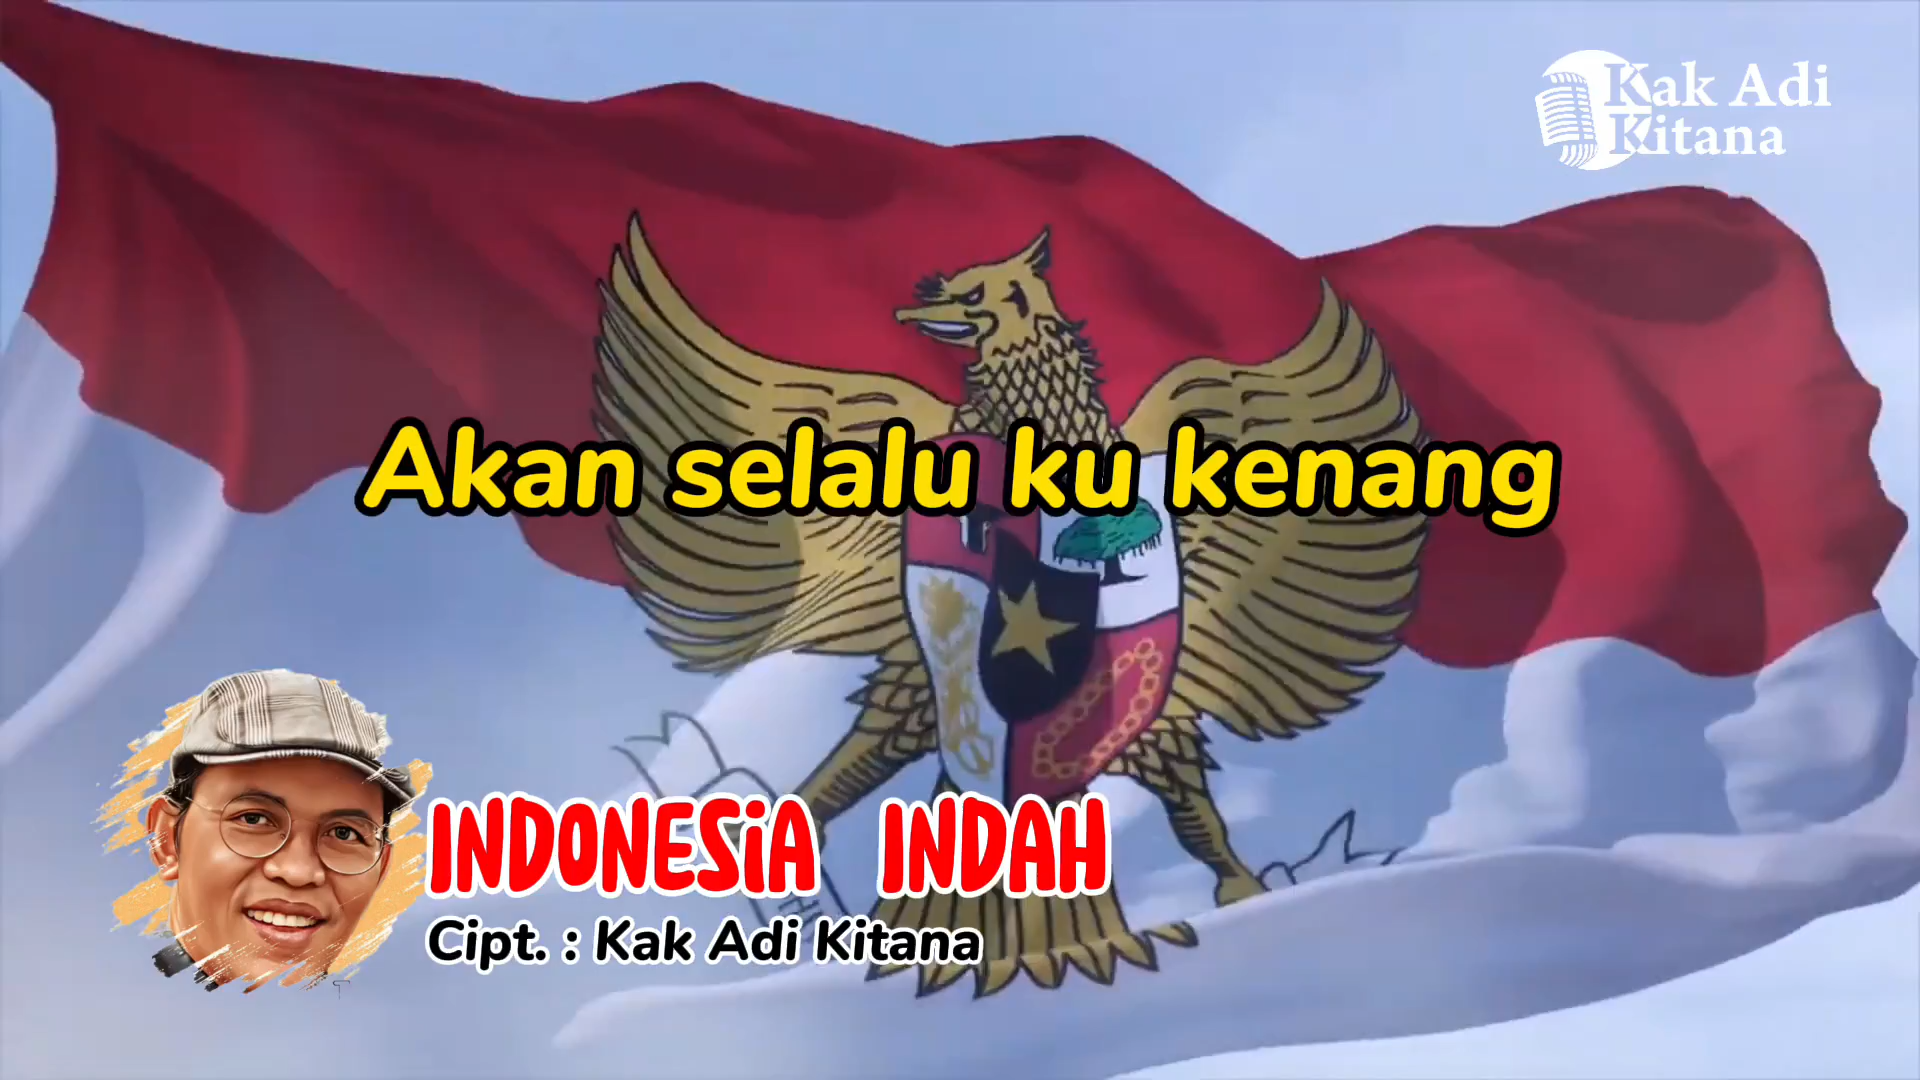 Kak Adi
Kitana
Akan selalu ku kenang
INDONESiA INDAH
Cipt. : Kak Adi Kitana